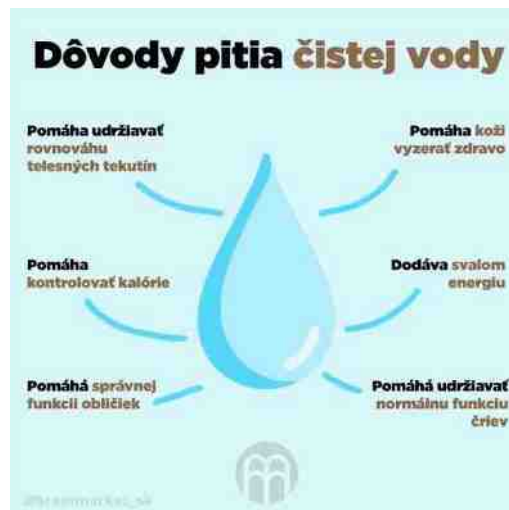 Dôvody pitia čistej vody
Pomáha udržiavať
rovnováhu
telesných tekutín
Pomáha koži
vyzerať zdravo
Pomáha
kontrolovať kalórie
Dodáva svalom
energiu
Pomáhá správnej
funkcii obličiek
Pomáhá udržiavať
normálnu funkciu
čriev